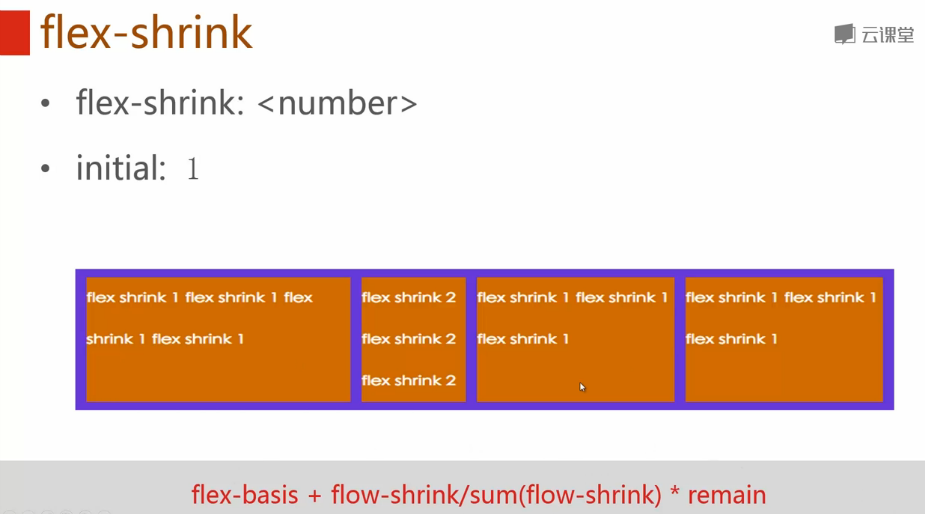 flex-shrink
云课堂
• flex-shrink: <number>
• initial: 1
flex shrink 1 flex shrink 1 flex
shrink 1 flex shrink 1
flex shrink 2
flex shrink 2
flex shrink 2
flex shrink 1 flex shrink 1
flex shrink 1
flex shrink 1 flex shrink 1
flex shrink 1
flex-basis + flow-shrink/sum(flow-shrink) * remain